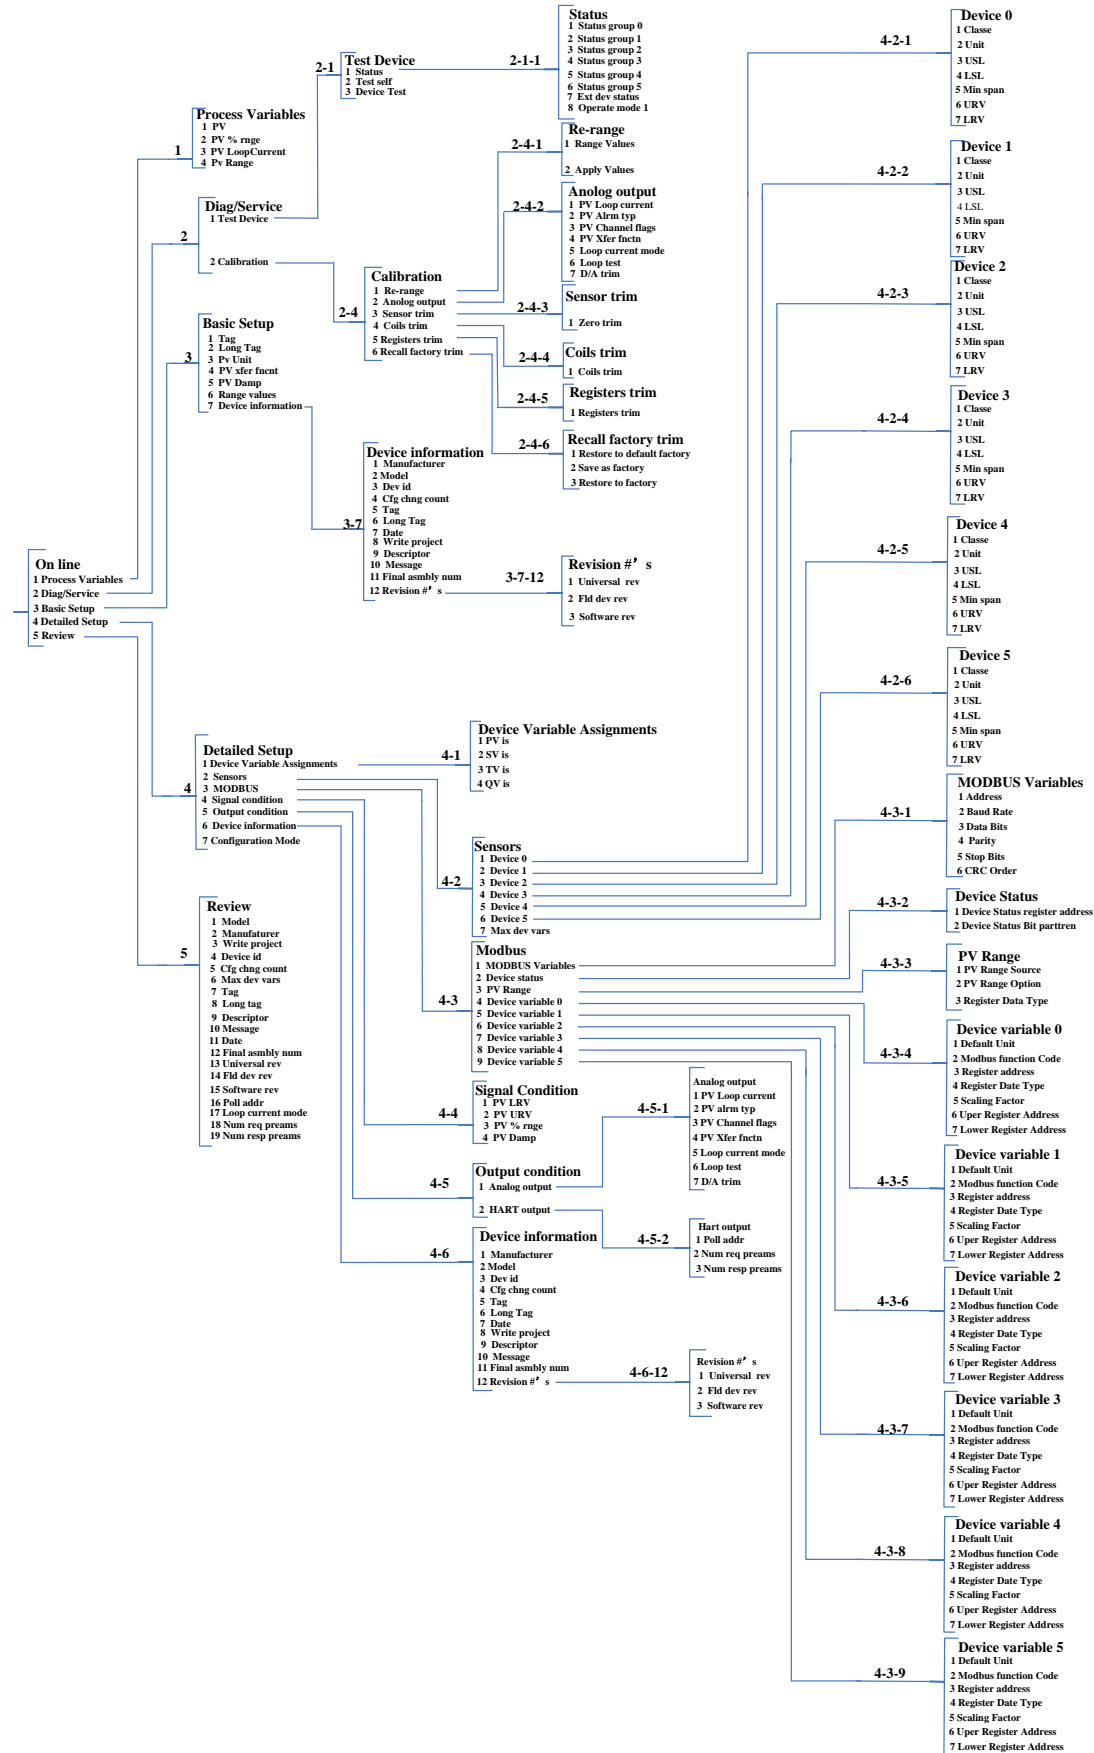 On line
1 Process Variables
2 Diag/Service
3 Basic Setup
4 Detailed Setup
5 Review
1
Process Variables
1 PV
2 PV % rnge
3 PV LoopCurrent
4 Pv Range
2
Diag/Service
1 Test Device
2 Calibration
2-1
Test Device
1 Status
2 Test self
3 Device Test
2-1-1
Status
1 Status group 0
2 Status group 1
3 Status group 2
4 Status group 3
5 Status group 4
6 Status group 5
7 Ext dev status
8 Operate mode 1
2-4
Calibration
1 Re-range
2 Anolog output
3 Sensor trim
4 Coils trim
5 Registers trim
6 Recall factory trim
2-4-1
Re-range
1 Range Values
2 Apply Values
2-4-2
Anolog output
1 PV Loop current
2 PV Alrm typ
3 PV Channel flags
4 PV Xfer fnctn
5 Loop current mode
6 Loop test
7 D/A trim
2-4-3
Sensor trim
1 Zero trim
2-4-4
Coils trim
1 Coils trim
2-4-5
Registers trim
1 Registers trim
2-4-6
Recall factory trim
1 Restore to default factory
2 Save as factory
3 Restore to factory
3
Basic Setup
1 Tag
2 Long Tag
3 Pv Unit
4 PV xfer fncnt
5 PV Damp
6 Range values
7 Device information
3-7
Device information
1 Manufacturer
2 Model
3 Dev id
4 Cfg chng count
5 Tag
6 Long Tag
7 Date
8 Write project
9 Descriptor
10 Message
11 Final asmbly num
12 Revision #’ s
3-7-12
Revision #’ s
1 Universal rev
2 Fld dev rev
3 Software rev
4
Detailed Setup
1 Device Variable Assignments
2 Sensors
3 MODBUS
4 Signal condition
5 Output condition
6 Device information
7 Configuration Mode
4-1
Device Variable Assignments
1 PV is
2 SV is
3 TV is
4 QV is
4-2
Sensors
1 Device 0
2 Device 1
3 Device 2
4 Device 3
5 Device 4
6 Device 5
7 Max dev vars
4-2-1
Device 0
1 Classe
2 Unit
3 USL
4 LSL
5 Min span
6 URV
7 LRV
4-2-2
Device 1
1 Classe
2 Unit
3 USL
4 LSL
5 Min span
6 URV
7 LRV
4-2-3
Device 2
1 Classe
2 Unit
3 USL
4 LSL
5 Min span
6 URV
7 LRV
4-2-4
Device 3
1 Classe
2 Unit
3 USL
4 LSL
5 Min span
6 URV
7 LRV
4-2-5
Device 4
1 Classe
2 Unit
3 USL
4 LSL
5 Min span
6 URV
7 LRV
4-2-6
Device 5
1 Classe
2 Unit
3 USL
4 LSL
5 Min span
6 URV
7 LRV
4-3
Modbus
1 MODBUS Variables
2 Device status
3 PV Range
4 Device variable 0
5 Device variable 1
6 Device variable 2
7 Device variable 3
8 Device variable 4
9 Device variable 5
4-3-1
MODBUS Variables
1 Address
2 Baud Rate
3 Data Bits
4 Parity
5 Stop Bits
6 CRC Order
4-3-2
Device Status
1 Device Status register address
2 Device Status Bit parttren
4-3-3
PV Range
1 PV Range Source
2 PV Range Option
3 Register Data Type
4-3-4
Device variable 0
1 Default Unit
2 Modbus function Code
3 Register address
4 Register Date Type
5 Scaling Factor
6 Uper Register Address
7 Lower Register Address
4-3-5
Device variable 1
1 Default Unit
2 Modbus function Code
3 Register address
4 Register Date Type
5 Scaling Factor
6 Uper Register Address
7 Lower Register Address
4-3-6
Device variable 2
1 Default Unit
2 Modbus function Code
3 Register address
4 Register Date Type
5 Scaling Factor
6 Uper Register Address
7 Lower Register Address
4-3-7
Device variable 3
1 Default Unit
2 Modbus function Code
3 Register address
4 Register Date Type
5 Scaling Factor
6 Uper Register Address
7 Lower Register Address
4-3-8
Device variable 4
1 Default Unit
2 Modbus function Code
3 Register address
4 Register Date Type
5 Scaling Factor
6 Uper Register Address
7 Lower Register Address
4-3-9
Device variable 5
1 Default Unit
2 Modbus function Code
3 Register address
4 Register Date Type
5 Scaling Factor
6 Uper Register Address
7 Lower Register Address
4-4
Signal Condition
1 PV LRV
2 PV URV
3 PV % rnge
4 PV Damp
4-5
Output condition
1 Analog output
2 HART output
4-5-1
Analog output
1 PV Loop current
2 PV alrm typ
3 PV Channel flags
4 PV Xfer fnctn
5 Loop current mode
6 Loop test
7 D/A trim
4-5-2
Hart output
1 Poll addr
2 Num req preams
3 Num resp preams
4-6
Device information
1 Manufacturer
2 Model
3 Dev id
4 Cfg chng count
5 Tag
6 Long Tag
7 Date
8 Write project
9 Descriptor
10 Message
11 Final asmbly num
12 Revision #’ s
4-6-12
Revision #’ s
1 Universal rev
2 Fld dev rev
3 Software rev
5
Review
1 Model
2 Manufaturer
3 Write project
4 Device id
5 Cfg chng count
6 Max dev vars
7 Tag
8 Long tag
9 Descriptor
10 Message
11 Date
12 Final asmbly num
13 Universal rev
14 Fld dev rev
15 Software rev
16 Poll addr
17 Loop current mode
18 Num req preams
19 Num resp preams